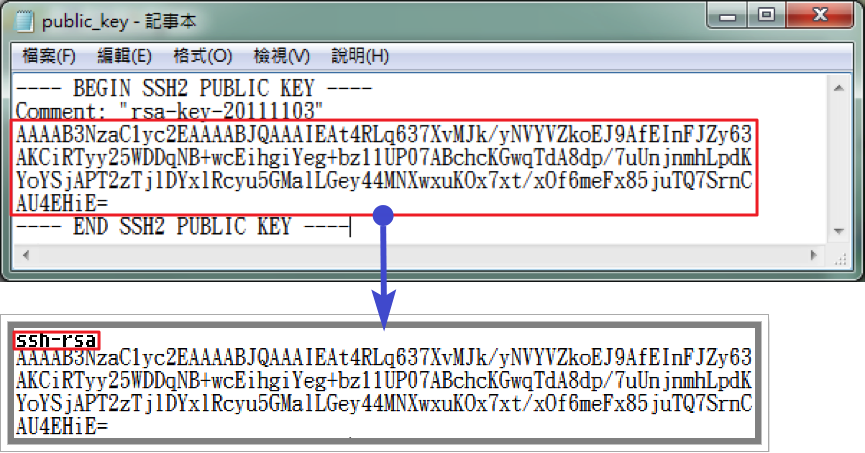 public_key - 記事本
檔案(F) 編輯(E) 格式(O) 檢視(V) 說明(H)
---- BEGIN SSH2 PUBLIC KEY ----
Comment: "rsa-key-20111103"
AAAAB3NzaC1yc2EAAAABJQAAAIEAt4RLq637XvMJk/yNVYVZkoEJ9AfEInFJZy63
AKCiRTyy25WDDqNB+wcEihgiYeg+bz11UP07ABchcKGwqTdA8dp/7uUnjnmhLpdK
YoYSjAPT2zTjlDYxlRcyu5GMalLGey44MNXwxuKOx7xt/xOf6meFx85juTQ7SrnC
AU4EHiE=
---- END SSH2 PUBLIC KEY ----
ssh-rsa
AAAAB3NzaC1yc2EAAAABJQAAAIEAt4RLq637XvMJk/yNVYVZkoEJ9AfEInFJZy63
AKCiRTyy25WDDqNB+wcEihgiYeg+bz11UP07ABchcKGwqTdA8dp/7uUnjnmhLpdK
YoYSjAPT2zTjlDYxlRcyu5GMalLGey44MNXwxuKOx7xt/xOf6meFx85juTQ7SrnC
AU4EHiE=